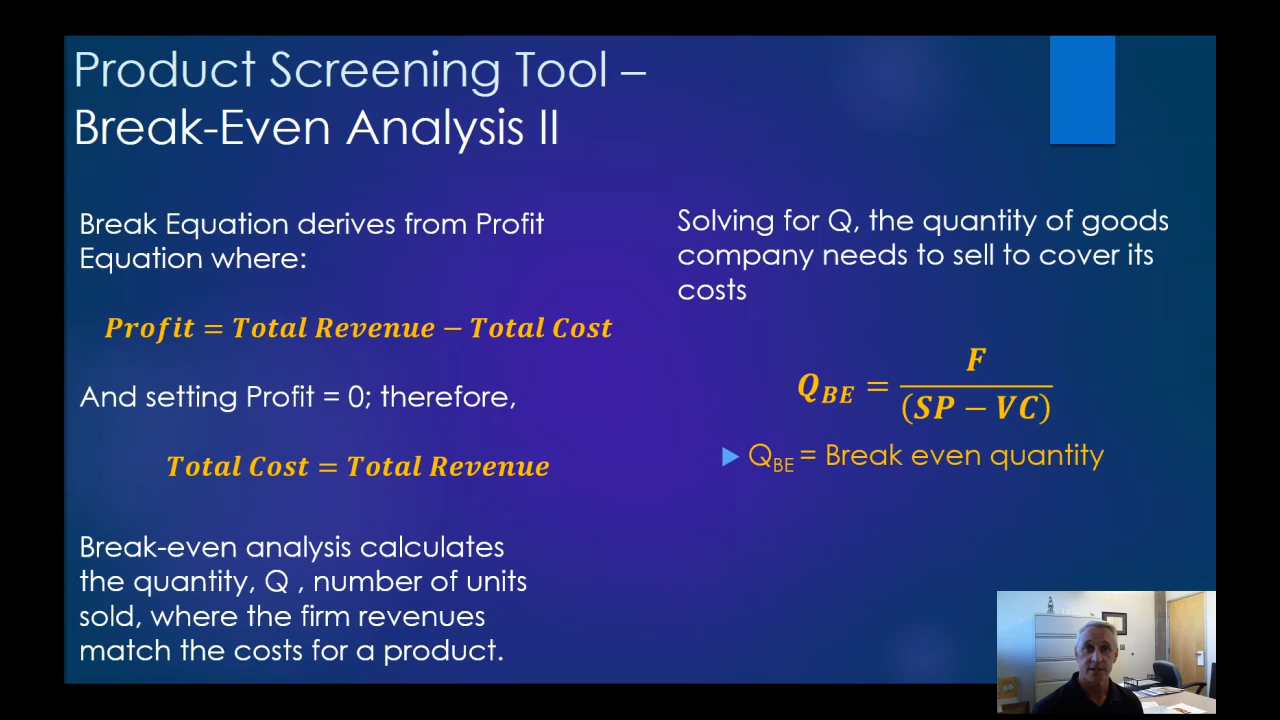 Product Screening Tool –
Break-Even Analysis II
Break Equation derives from Profit
Equation where:
Profit = Total Revenue − Total Cost
And setting Profit = 0; therefore,
Total Cost = Total Revenue
Break-even analysis calculates
the quantity, Q , number of units
sold, where the firm revenues
match the costs for a product.
Solving for Q, the quantity of goods
company needs to sell to cover its
costs
Q_BE = F / (SP − VC)
Q_BE = Break even quantity